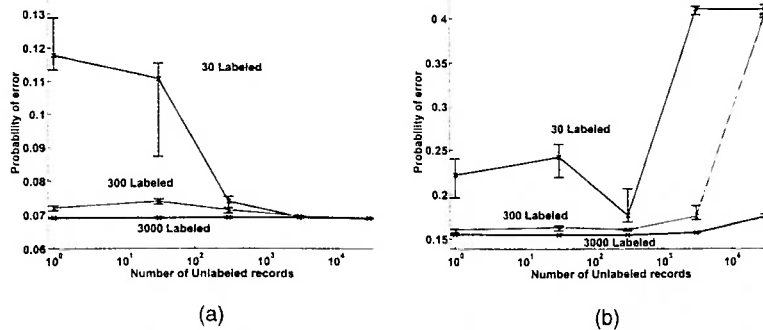 0.13
0.12
0.11
0.1
0.09
0.08
0.07
0.06
Probability of error
30 Labeled
300 Labeled
3000 Labeled
10^0
10^1
10^2
10^3
10^4
Number of Unlabeled records
(a)
0.4
0.35
0.3
0.25
0.2
0.15
Probability of error
30 Labeled
300 Labeled
3000 Labeled
10^0
10^1
10^2
10^3
10^4
Number of Unlabeled records
(b)